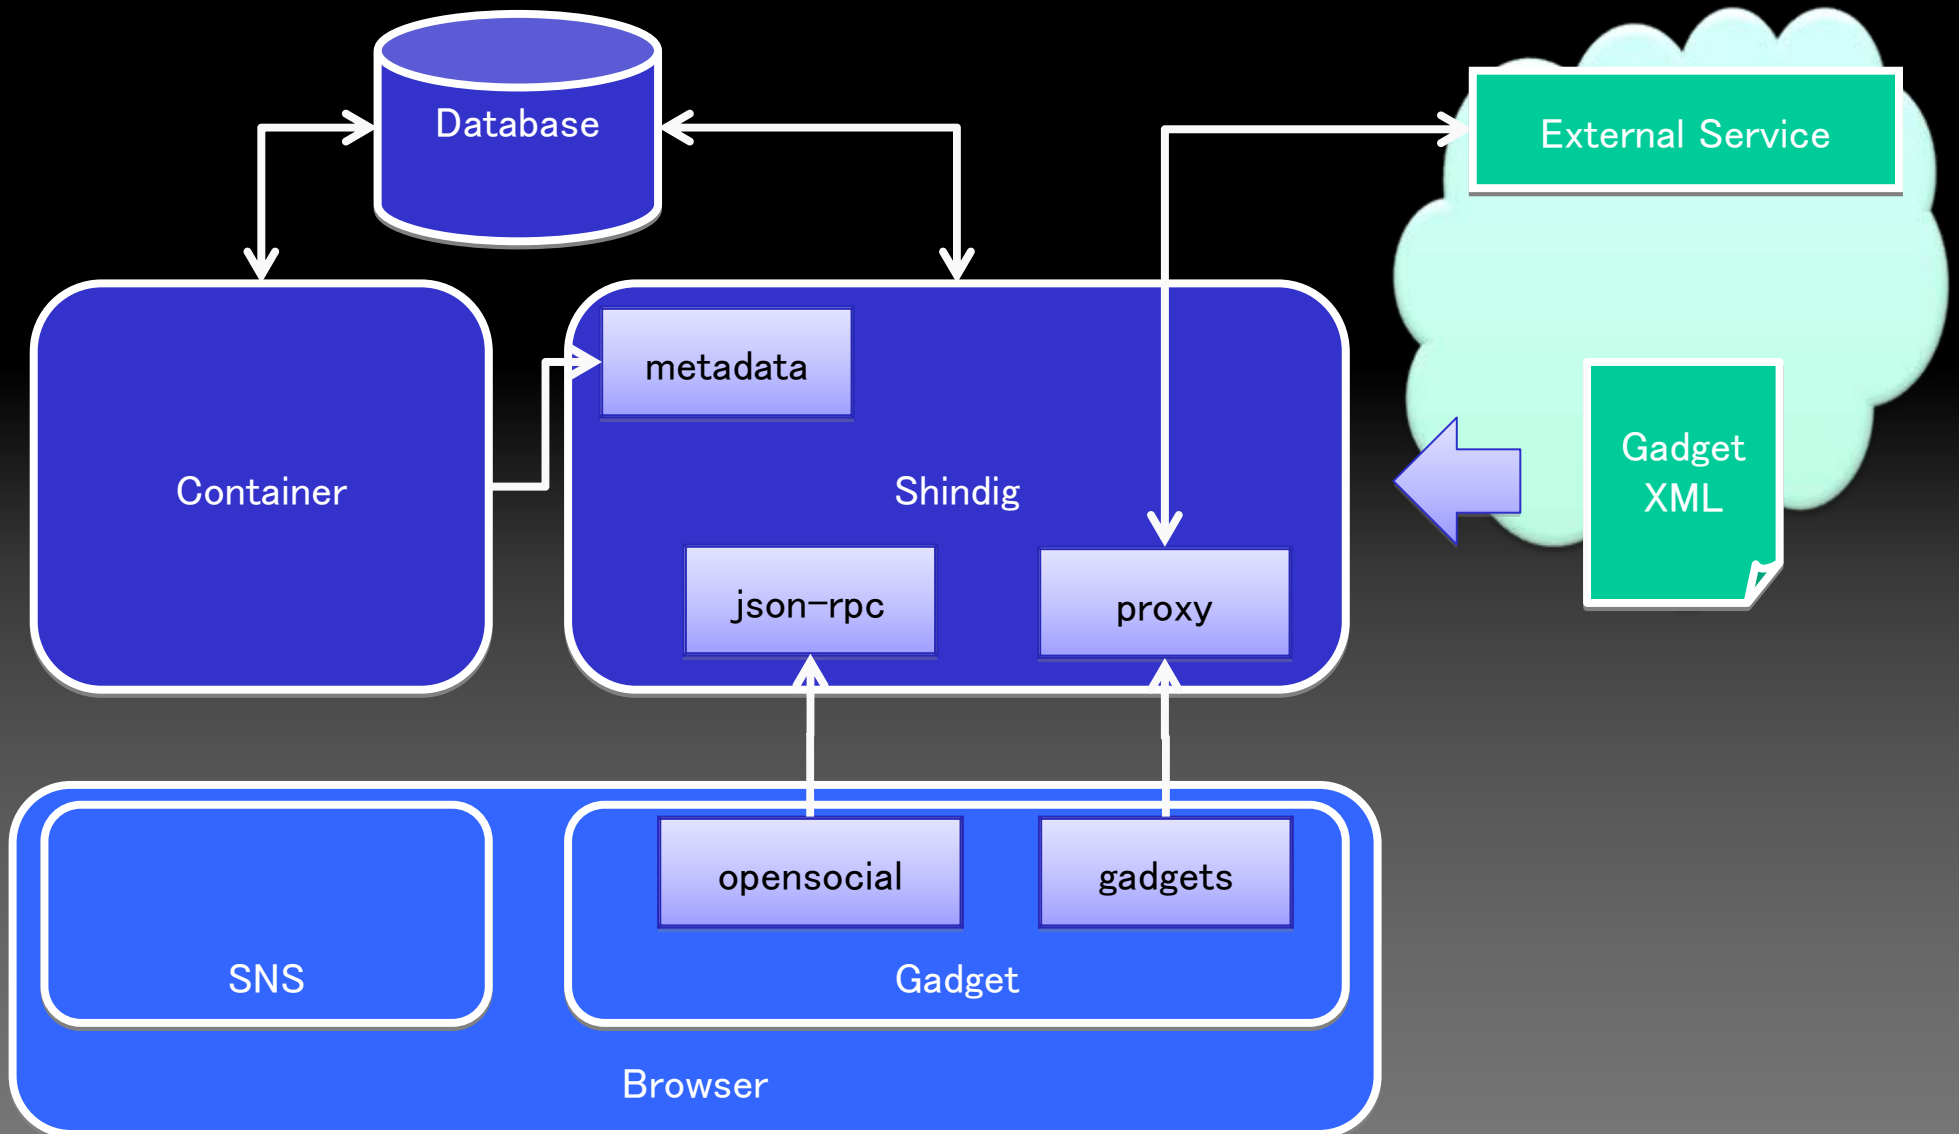 Database
External Service
metadata
Container
Shindig
Gadget
XML
json-rpc
proxy
opensocial
gadgets
SNS
Gadget
Browser